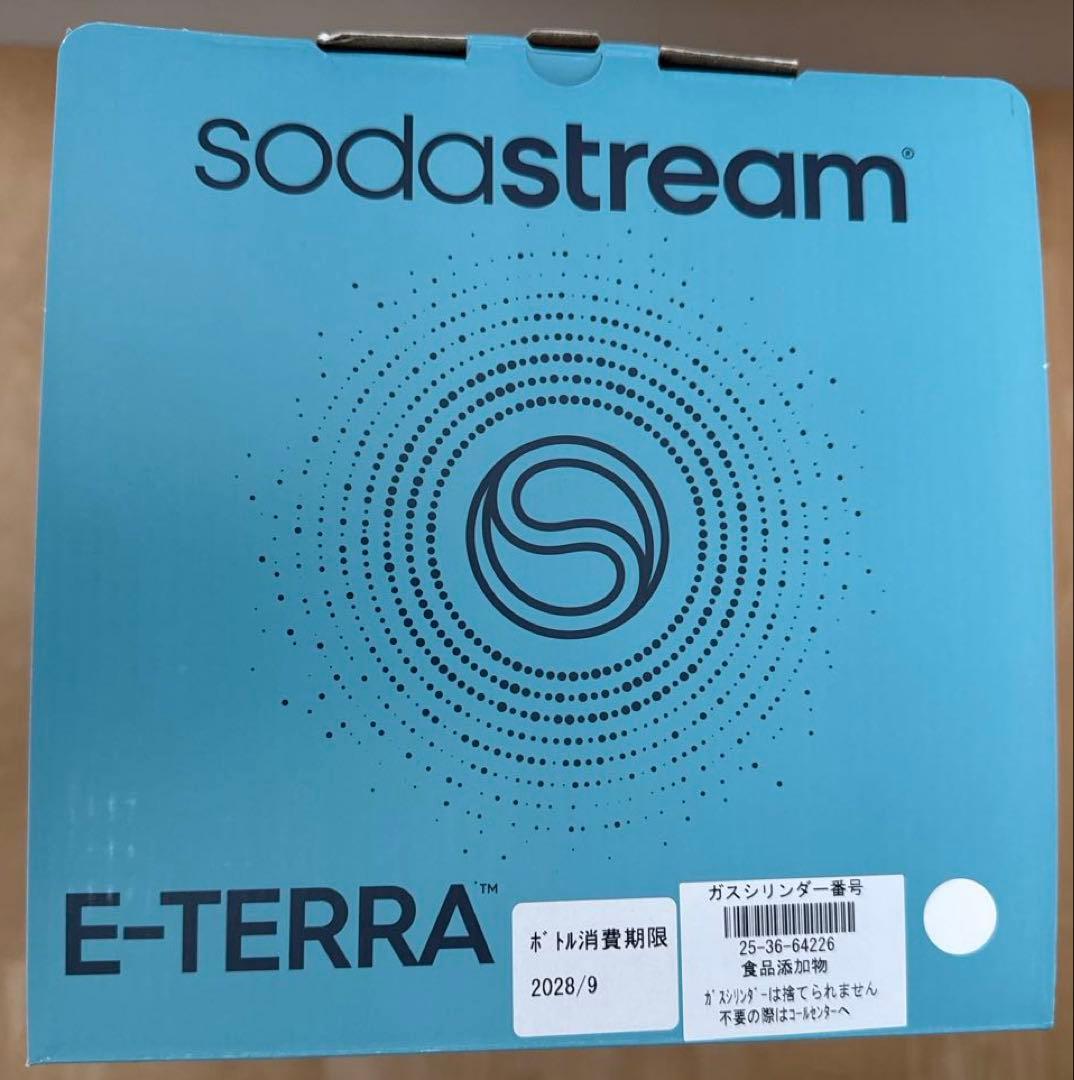 sodastream®
E-TERRA™
ボトル消費期限
2028/9
ガスシリンダー番号
25-36-64226
食品添加物
ガスシリンダーは捨てられません
不要の際はコールセンターへ